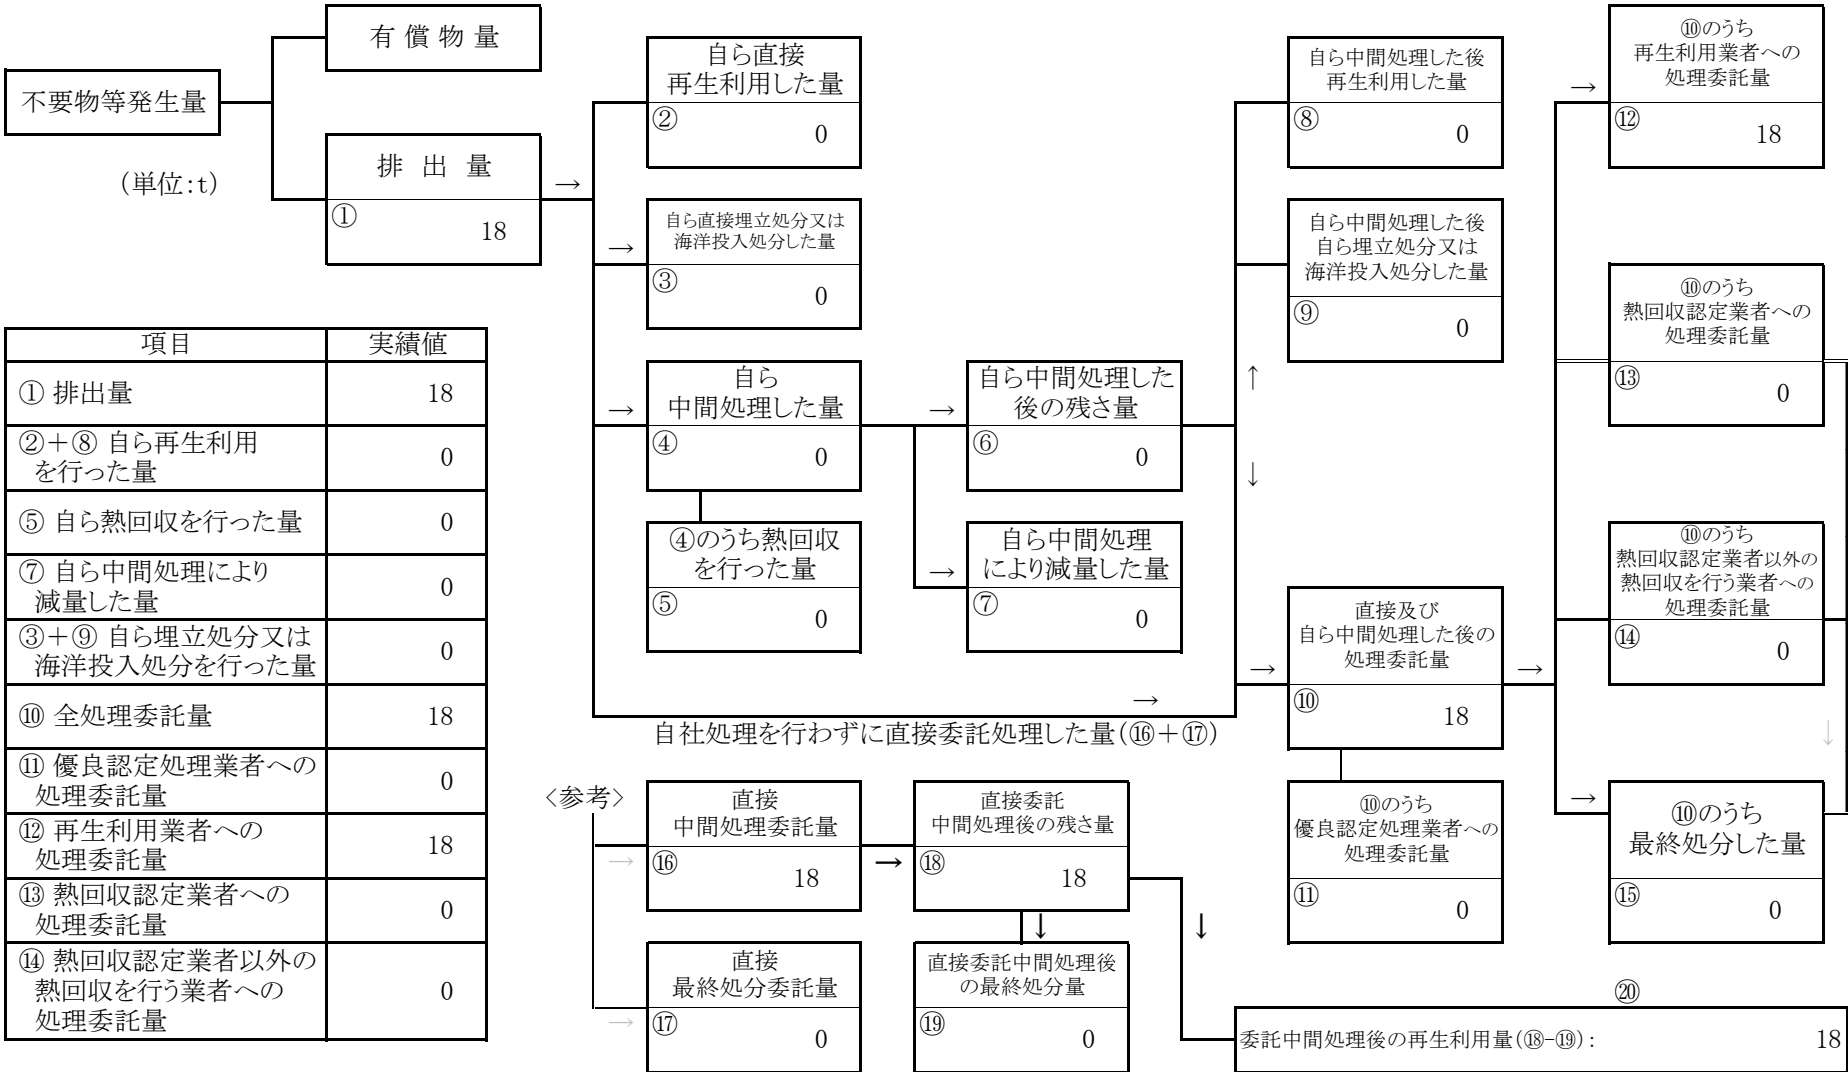 不要物等発生量
有 償 物 量
排 出 量
① 18
(単位:t)
→
自ら直接
再生利用した量
② 0
→
自ら直接埋立処分又は
海洋投入処分した量
③ 0
→
自ら
中間処理した量
④ 0
④のうち熱回収
を行った量
⑤ 0
→
自ら中間処理した
後の残さ量
⑥ 0
→
自ら中間処理
により減量した量
⑦ 0
↑
↓
自ら中間処理した後
再生利用した量
⑧ 0
自ら中間処理した後
自ら埋立処分又は
海洋投入処分した量
⑨ 0
→
自社処理を行わずに直接委託処理した量(⑯+⑰)
→
直接及び
自ら中間処理した後の
処理委託量
⑩ 18
→
⑩のうち
優良認定処理業者への
処理委託量
⑪ 0
→
⑩のうち
再生利用業者への
処理委託量
⑫ 18
⑩のうち
熱回収認定業者への
処理委託量
⑬ 0
⑩のうち
熱回収認定業者以外の
熱回収を行う業者への
処理委託量
⑭ 0
↓
→
⑩のうち
最終処分した量
⑮ 0
項目 実績値
① 排出量 18
②+⑧ 自ら再生利用
を行った量 0
⑤ 自ら熱回収を行った量 0
⑦ 自ら中間処理により
減量した量 0
③+⑨ 自ら埋立処分又は
海洋投入処分を行った量 0
⑩ 全処理委託量 18
⑪ 優良認定処理業者への
処理委託量 0
⑫ 再生利用業者への
処理委託量 18
⑬ 熱回収認定業者への
処理委託量 0
⑭ 熱回収認定業者以外の
熱回収を行う業者への
処理委託量 0
<参考>
→
直接
中間処理委託量
⑯ 18
→
直接委託
中間処理後の残さ量
⑱ 18
↓
↓
→
直接
最終処分委託量
⑰ 0
直接委託中間処理後
の最終処分量
⑲ 0
⑳
委託中間処理後の再生利用量(⑱-⑲): 18